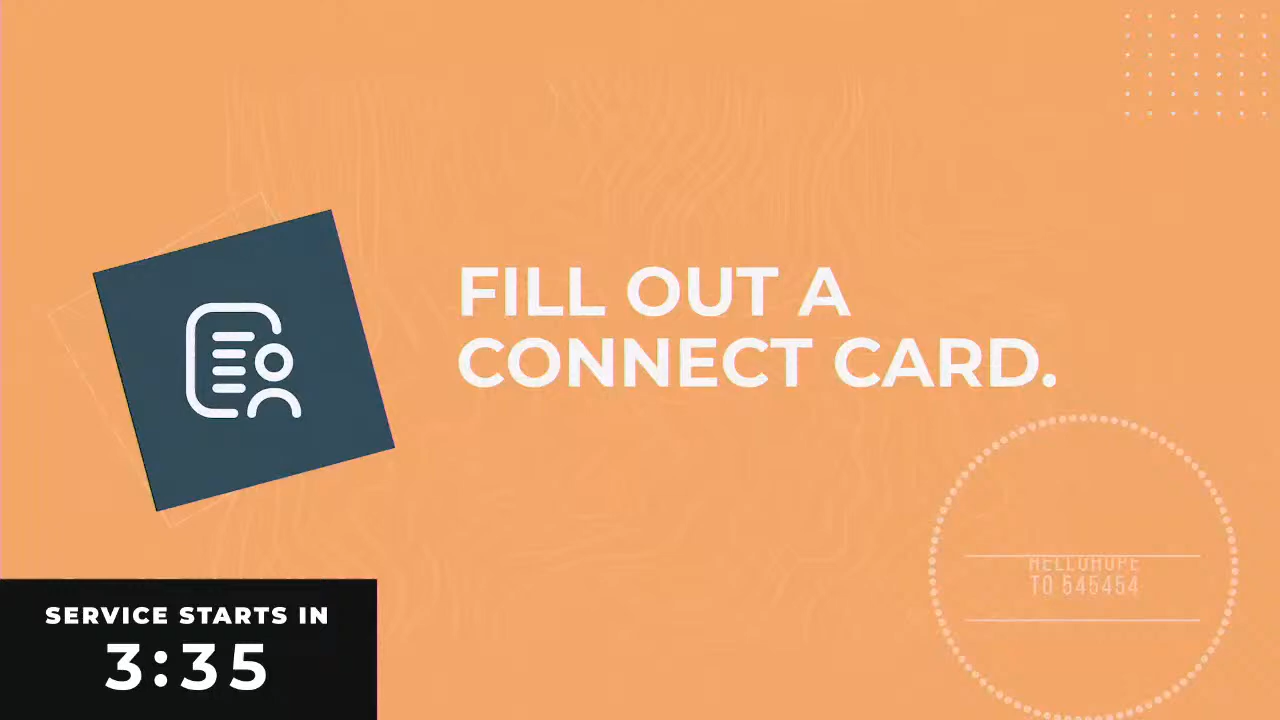 FILL OUT A
CONNECT CARD.
HELLOHOPE
TO 545454
SERVICE STARTS IN
3:35